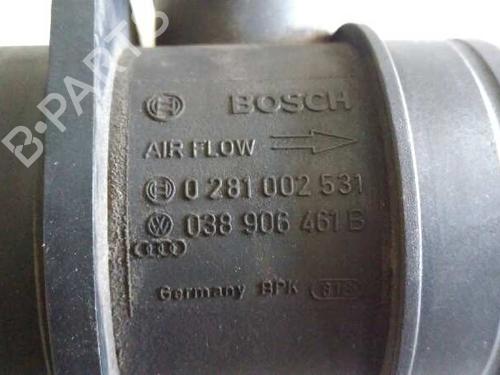 B-PARTS
BOSCH
AIR FLOW
0 281 002 531
038 906 461 B
Germany BPK